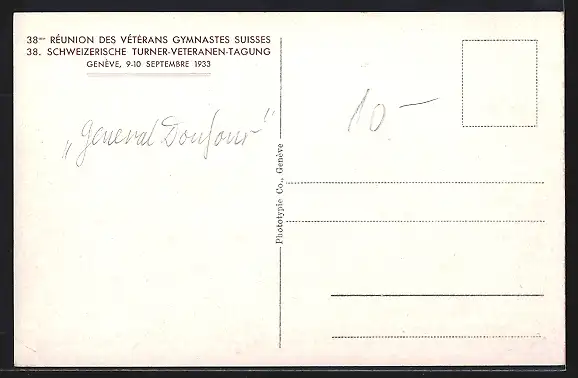 38me RÉUNION DES VÉTÉRANS GYMNASTES SUISSES
38. SCHWEIZERISCHE TURNER-VETERANEN-TAGUNG
GENÈVE, 9-10 SEPTEMBRE 1933
„General Doufour"
10 —
Phototypie Co., Genève